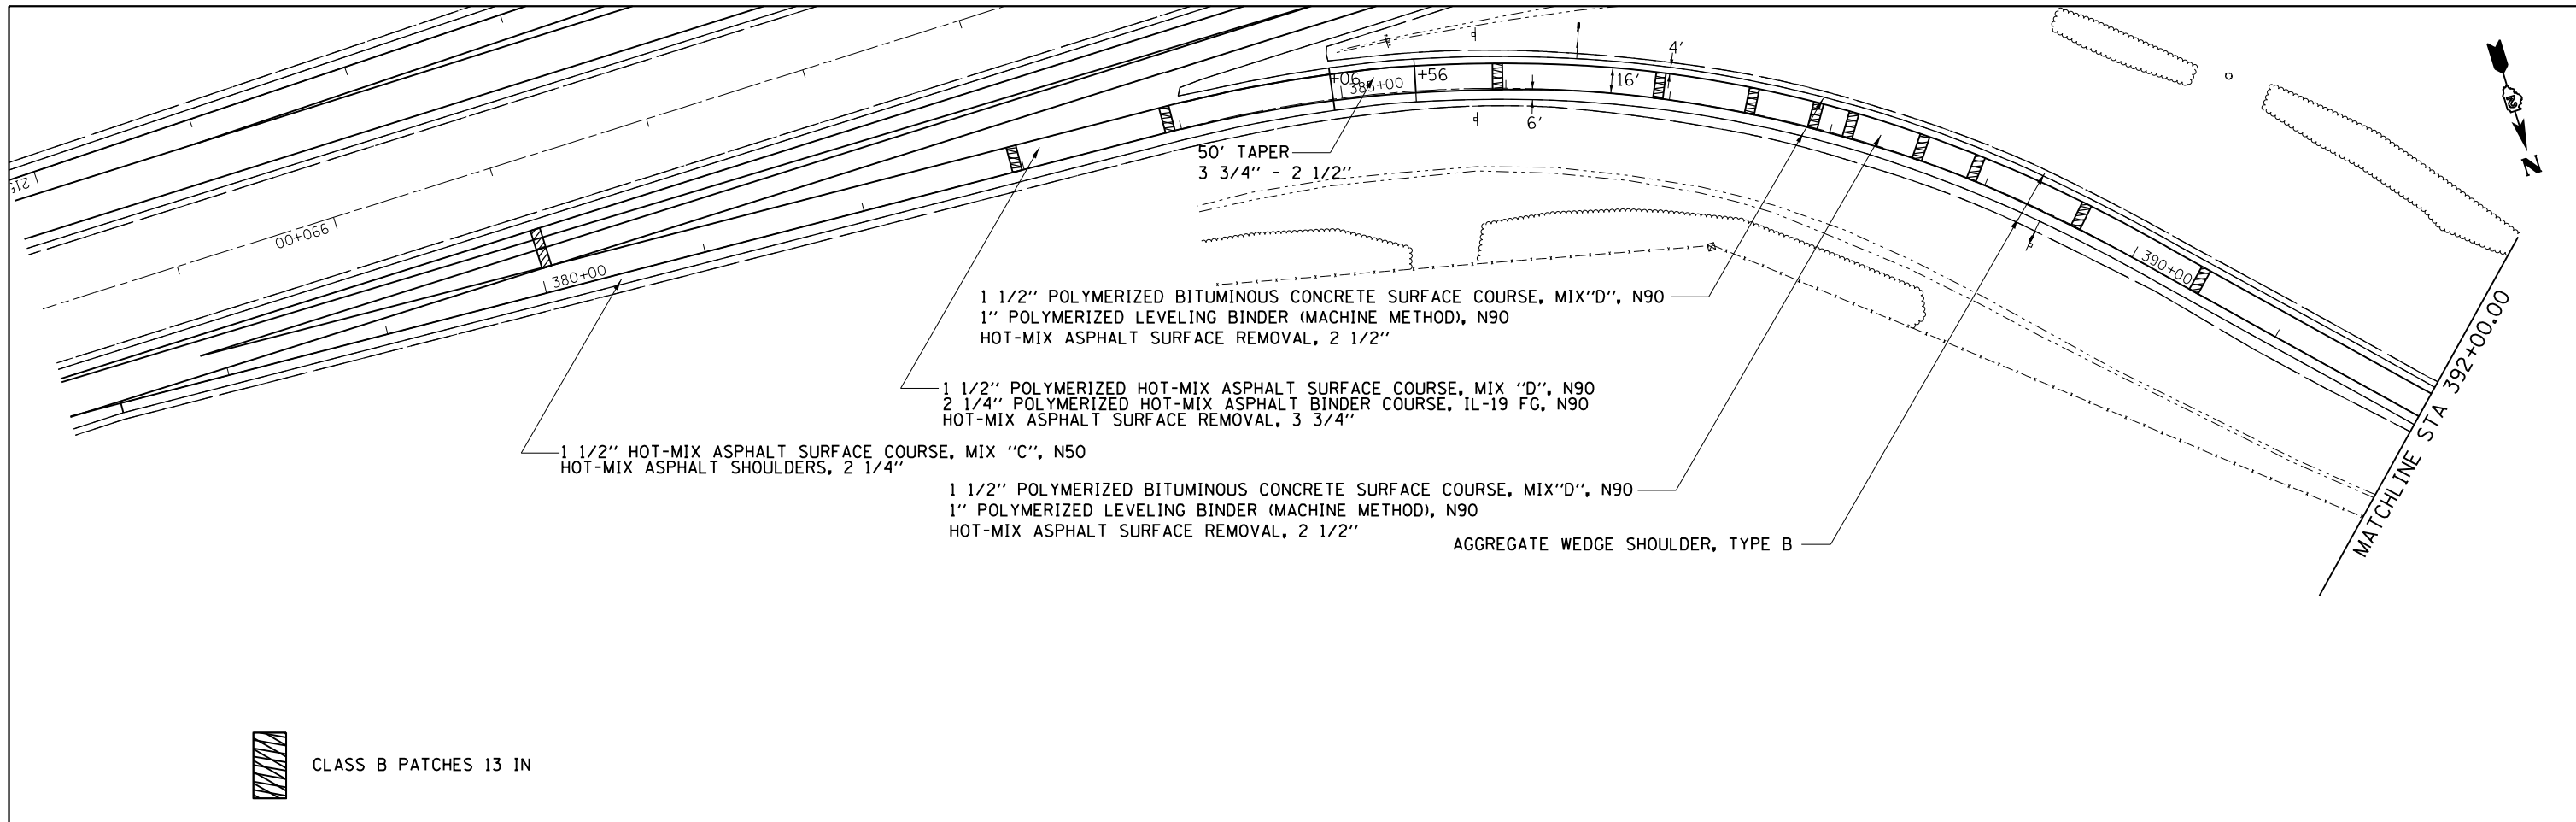 4'
+06
385+00
+56
16'
6'
N
N
50' TAPER
3 3/4" - 2 1/2"
215
990+00
380+00
390+00
1 1/2" POLYMERIZED BITUMINOUS CONCRETE SURFACE COURSE, MIX"D", N90
1" POLYMERIZED LEVELING BINDER (MACHINE METHOD), N90
HOT-MIX ASPHALT SURFACE REMOVAL, 2 1/2"
1 1/2" POLYMERIZED HOT-MIX ASPHALT SURFACE COURSE, MIX "D", N90
2 1/4" POLYMERIZED HOT-MIX ASPHALT BINDER COURSE, IL-19 FG, N90
HOT-MIX ASPHALT SURFACE REMOVAL, 3 3/4"
1 1/2" HOT-MIX ASPHALT SURFACE COURSE, MIX "C", N50
HOT-MIX ASPHALT SHOULDERS, 2 1/4"
1 1/2" POLYMERIZED BITUMINOUS CONCRETE SURFACE COURSE, MIX"D", N90
1" POLYMERIZED LEVELING BINDER (MACHINE METHOD), N90
HOT-MIX ASPHALT SURFACE REMOVAL, 2 1/2"
AGGREGATE WEDGE SHOULDER, TYPE B
MATCHLINE STA 392+00.00
CLASS B PATCHES 13 IN